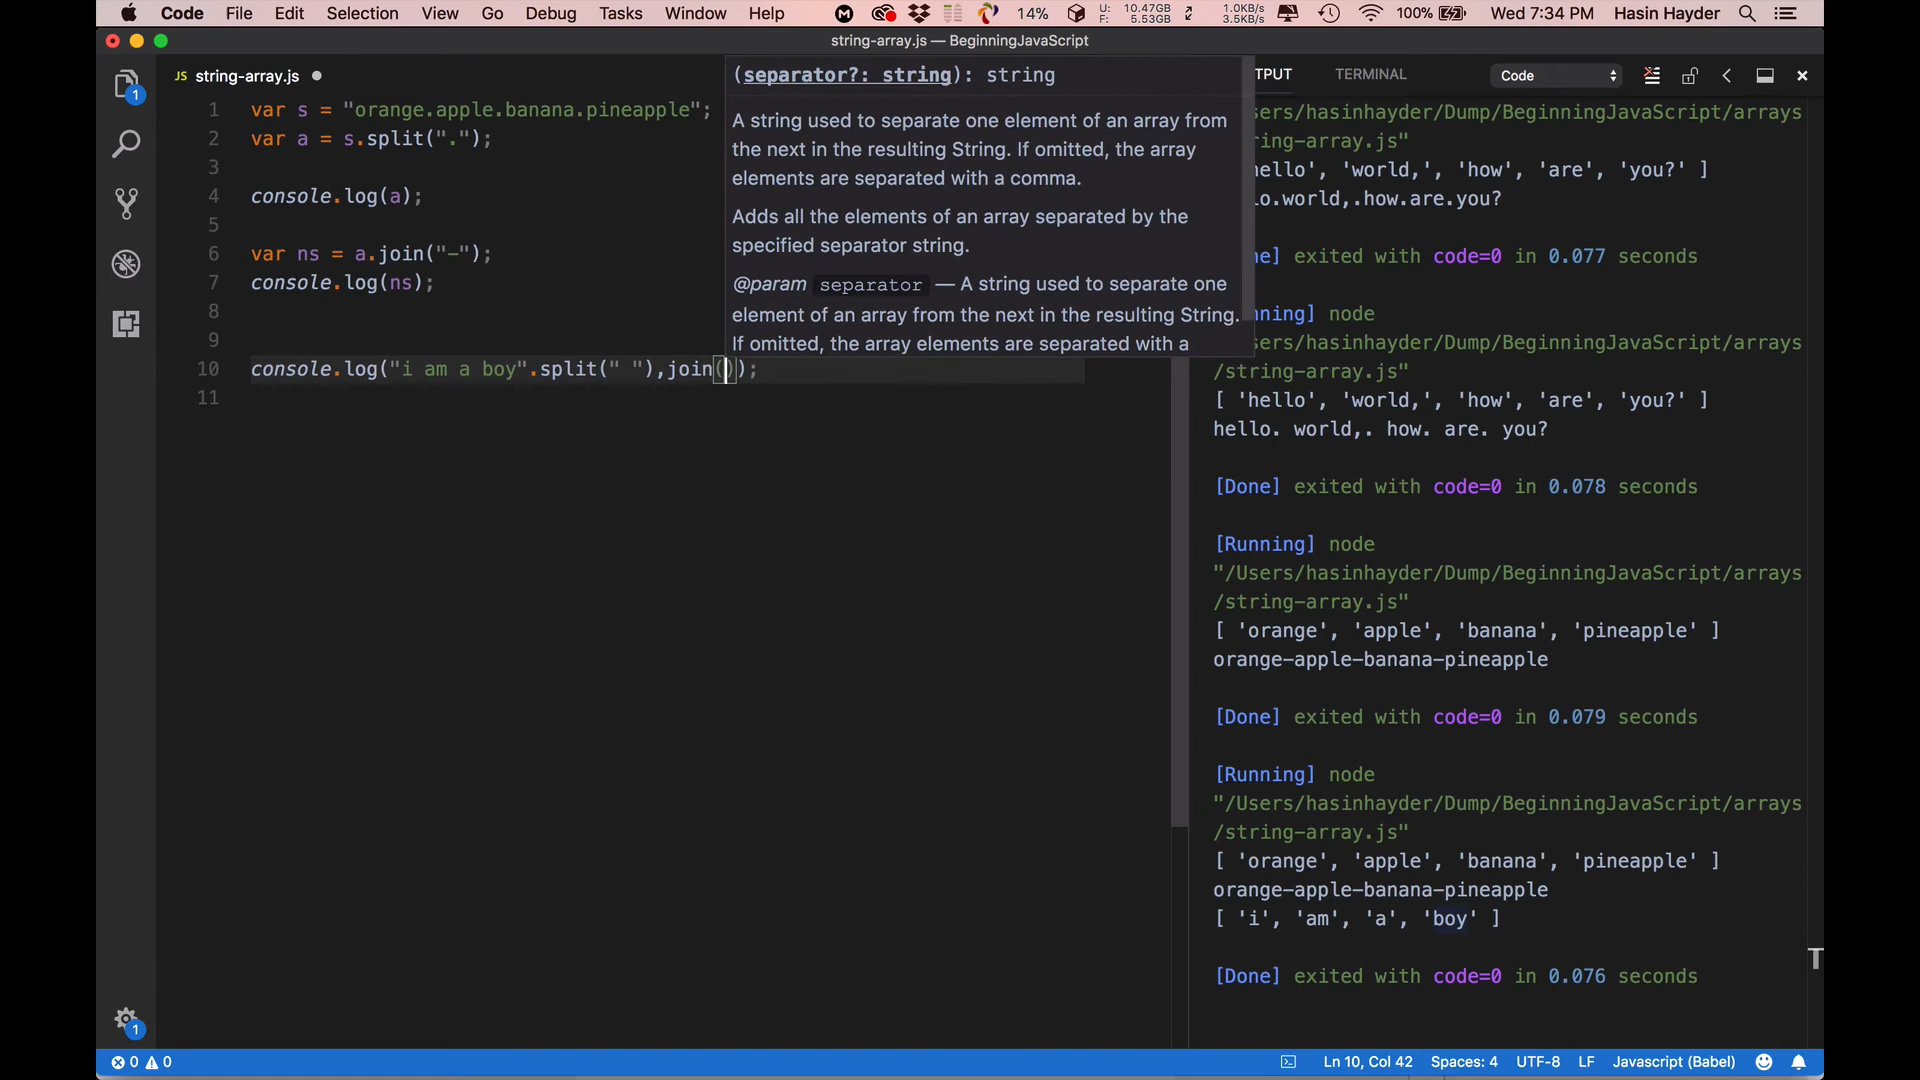 Code File Edit Selection View Go Debug Tasks Window Help 14% U: 10.47GB F: 5.53GB 1.0KB/s 3.5KB/s 100% Wed 7:34 PM Hasin Hayder
string-array.js — BeginningJavaScript
JS string-array.js
TERMINAL Code
1 var s = "orange.apple.banana.pineapple";
2 var a = s.split(".");
3
4 console.log(a);
5
6 var ns = a.join("-");
7 console.log(ns);
8
9
10 console.log("i am a boy".split(" "),join());
11
(separator?: string): string
A string used to separate one element of an array from
the next in the resulting String. If omitted, the array
elements are separated with a comma.
Adds all the elements of an array separated by the
specified separator string.
@param separator — A string used to separate one
element of an array from the next in the resulting String.
If omitted, the array elements are separated with a
sers/hasinhayder/Dump/BeginningJavaScript/arrays
tring-array.js"
hello', 'world,', 'how', 'are', 'you?' ]
lo.world,.how.are.you?
ne] exited with code=0 in 0.077 seconds
nning] node
sers/hasinhayder/Dump/BeginningJavaScript/arrays
/string-array.js"
[ 'hello', 'world,', 'how', 'are', 'you?' ]
hello. world,. how. are. you?
[Done] exited with code=0 in 0.078 seconds
[Running] node
"/Users/hasinhayder/Dump/BeginningJavaScript/arrays
/string-array.js"
[ 'orange', 'apple', 'banana', 'pineapple' ]
orange-apple-banana-pineapple
[Done] exited with code=0 in 0.079 seconds
[Running] node
"/Users/hasinhayder/Dump/BeginningJavaScript/arrays
/string-array.js"
[ 'orange', 'apple', 'banana', 'pineapple' ]
orange-apple-banana-pineapple
[ 'i', 'am', 'a', 'boy' ]
[Done] exited with code=0 in 0.076 seconds
1
1
0 0 Ln 10, Col 42 Spaces: 4 UTF-8 LF Javascript (Babel)